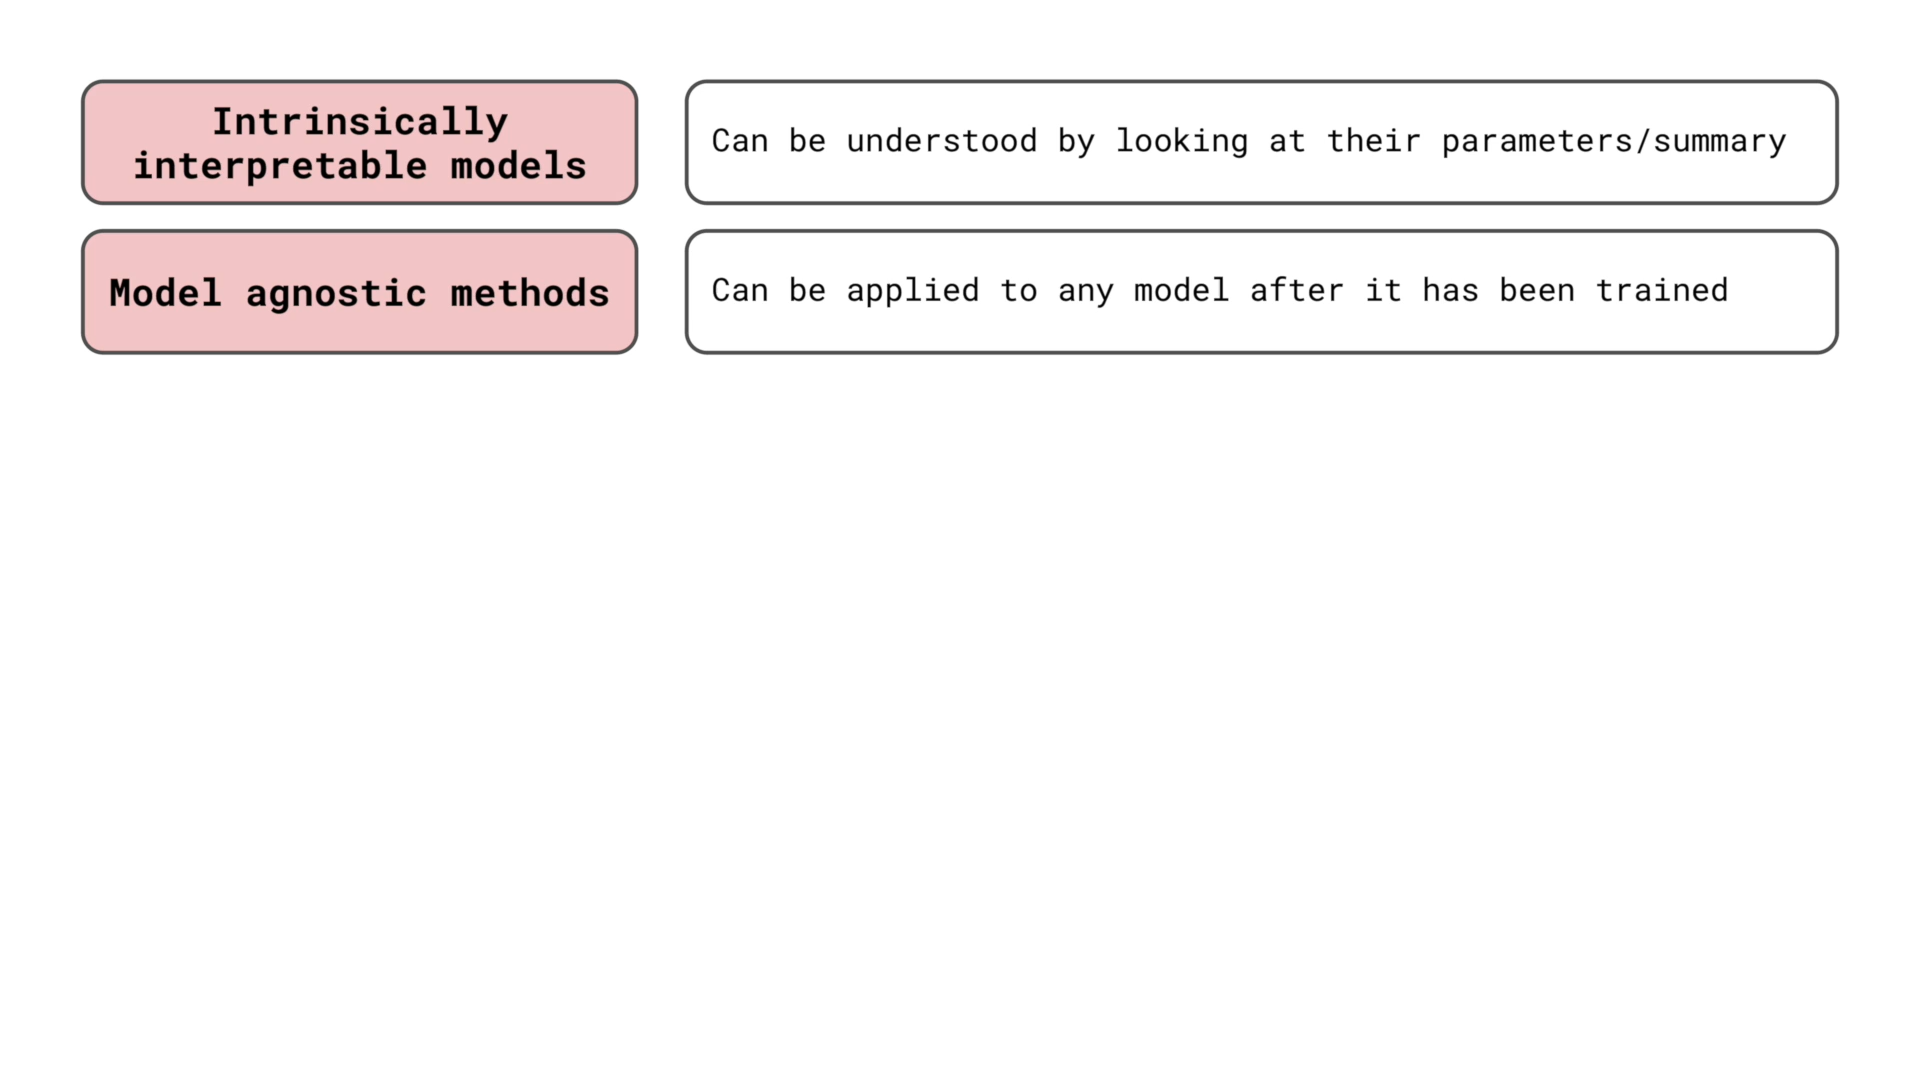 Intrinsically
interpretable models
Can be understood by looking at their parameters/summary
Model agnostic methods
Can be applied to any model after it has been trained